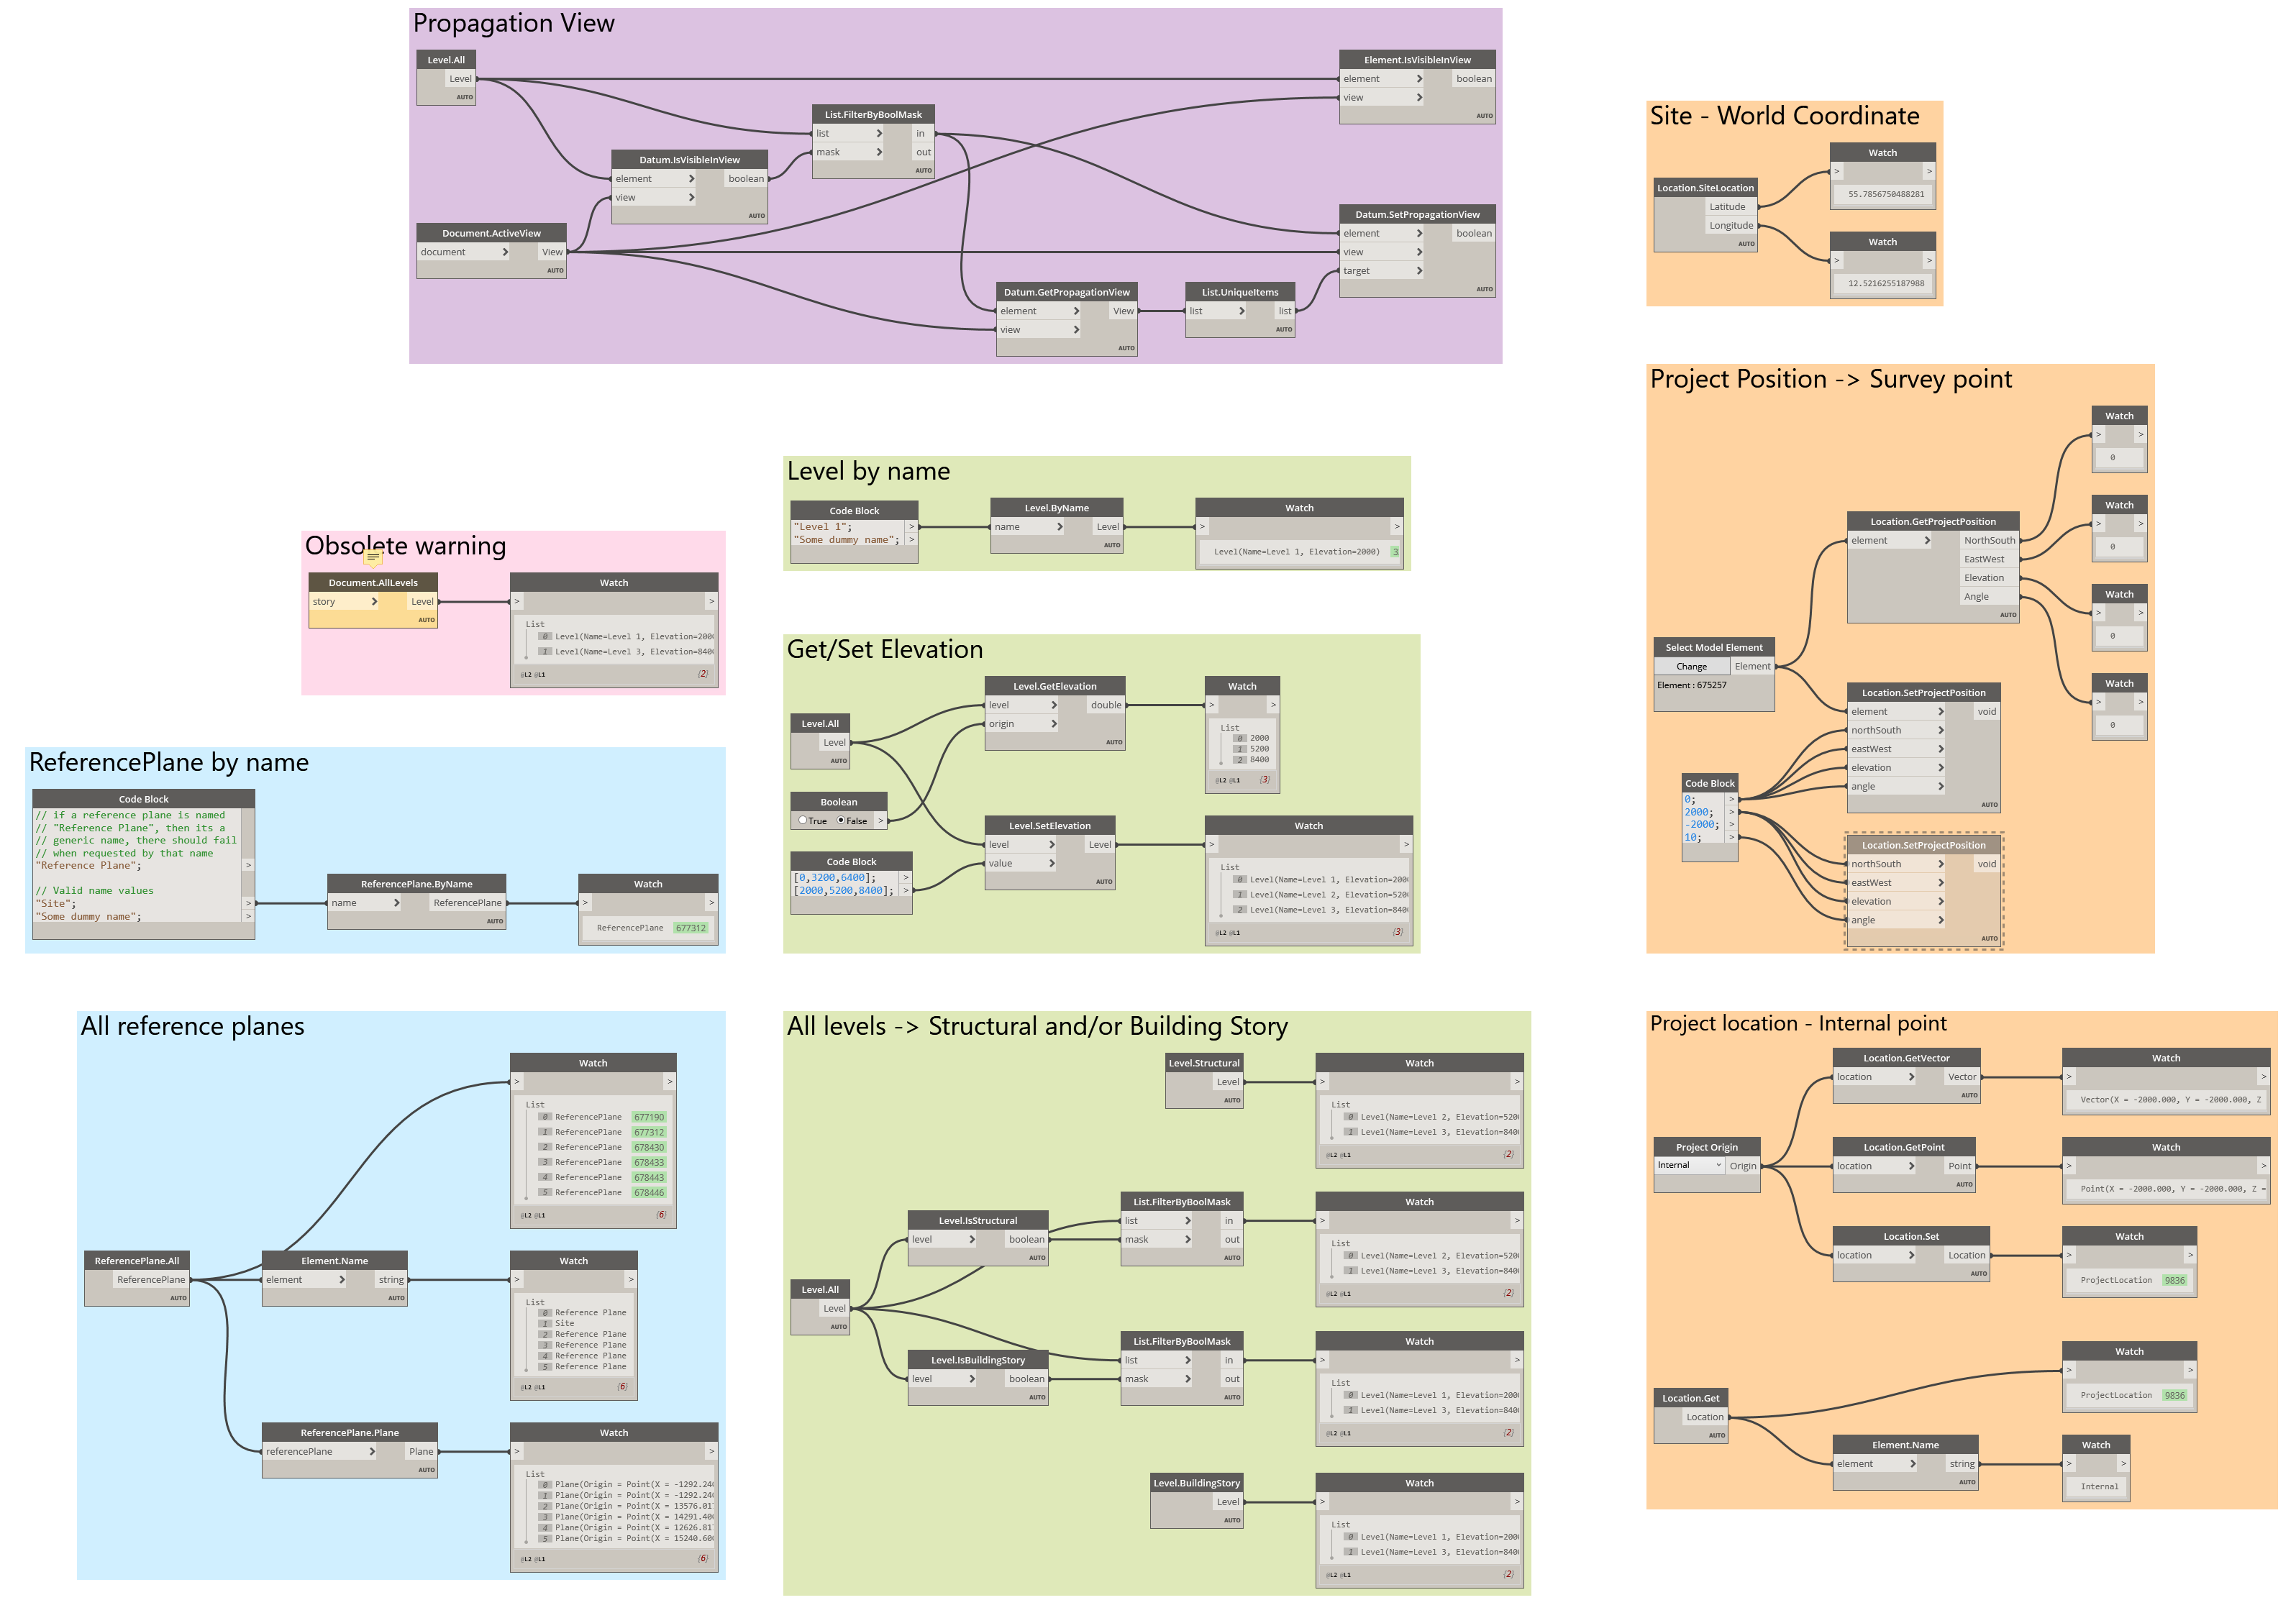 Propagation View
Level.All
Level
AUTO
Element.IsVisibleInView
element
boolean
view
AUTO
List.FilterByBoolMask
list
in
mask
out
AUTO
Datum.IsVisibleInView
element
boolean
view
AUTO
Document.ActiveView
document
View
AUTO
Datum.SetPropagationView
element
boolean
view
target
AUTO
Datum.GetPropagationView
element
View
view
AUTO
List.UniqueItems
list
list
AUTO
Site - World Coordinate
Location.SiteLocation
Latitude
Longitude
AUTO
Watch
> >
55.7856750488281
Watch
> >
12.5216255187988
Project Position -> Survey point
Location.GetProjectPosition
element
NorthSouth
EastWest
Elevation
Angle
AUTO
Watch
> >
0
Watch
> >
0
Watch
> >
0
Watch
> >
0
Select Model Element
Change
Element
Element : 675257
Location.SetProjectPosition
element
void
northSouth
eastWest
elevation
angle
AUTO
Code Block
0; >
2000; >
-2000; >
10; >
Location.SetProjectPosition
northSouth
void
eastWest
elevation
angle
AUTO
Level by name
Code Block
"Level 1"; >
"Some dummy name"; >
Level.ByName
name
Level
AUTO
Watch
> >
Level(Name=Level 1, Elevation=2000) 3
Obsolete warning
Document.AllLevels
story
Level
AUTO
Watch
> >
List
0 Level(Name=Level 1, Elevation=200
1 Level(Name=Level 3, Elevation=840
@L2 @L1 {2}
Get/Set Elevation
Level.All
Level
AUTO
Boolean
True False >
Code Block
[0,3200,6400]; >
[2000,5200,8400]; >
Level.GetElevation
level
double
origin
AUTO
Watch
> >
List
0 2000
1 5200
2 8400
@L2 @L1 {3}
Level.SetElevation
level
Level
value
AUTO
Watch
> >
List
0 Level(Name=Level 1, Elevation=200
1 Level(Name=Level 2, Elevation=520
2 Level(Name=Level 3, Elevation=840
@L2 @L1 {3}
ReferencePlane by name
Code Block
// if a reference plane is named
// "Reference Plane", then its a
// generic name, there should fail
// when requested by that name
"Reference Plane"; >
// Valid name values
"Site"; >
"Some dummy name"; >
ReferencePlane.ByName
name
ReferencePlane
AUTO
Watch
> >
ReferencePlane 677312
All reference planes
ReferencePlane.All
ReferencePlane
AUTO
Watch
> >
List
0 ReferencePlane 677190
1 ReferencePlane 677312
2 ReferencePlane 678430
3 ReferencePlane 678433
4 ReferencePlane 678443
5 ReferencePlane 678446
@L2 @L1 {6}
Element.Name
element
string
AUTO
Watch
> >
List
0 Reference Plane
1 Site
2 Reference Plane
3 Reference Plane
4 Reference Plane
5 Reference Plane
@L2 @L1 {6}
ReferencePlane.Plane
referencePlane
Plane
AUTO
Watch
> >
List
0 Plane(Origin = Point(X = -1292.24
1 Plane(Origin = Point(X = -1292.24
2 Plane(Origin = Point(X = 13576.01
3 Plane(Origin = Point(X = 14291.40
4 Plane(Origin = Point(X = 12626.81
5 Plane(Origin = Point(X = 15240.60
@L2 @L1 {6}
All levels -> Structural and/or Building Story
Level.Structural
Level
AUTO
Watch
> >
List
0 Level(Name=Level 2, Elevation=520
1 Level(Name=Level 3, Elevation=840
@L2 @L1 {2}
Level.All
Level
AUTO
Level.IsStructural
level
boolean
AUTO
List.FilterByBoolMask
list
in
mask
out
AUTO
Watch
> >
List
0 Level(Name=Level 2, Elevation=520
1 Level(Name=Level 3, Elevation=840
@L2 @L1 {2}
Level.IsBuildingStory
level
boolean
AUTO
List.FilterByBoolMask
list
in
mask
out
AUTO
Watch
> >
List
0 Level(Name=Level 1, Elevation=200
1 Level(Name=Level 3, Elevation=840
@L2 @L1 {2}
Level.BuildingStory
Level
AUTO
Watch
> >
List
0 Level(Name=Level 1, Elevation=200
1 Level(Name=Level 3, Elevation=840
@L2 @L1 {2}
Project location - Internal point
Project Origin
Internal
Origin
AUTO
Location.GetVector
location
Vector
AUTO
Watch
> >
Vector(X = -2000.000, Y = -2000.000, Z
Location.GetPoint
location
Point
AUTO
Watch
> >
Point(X = -2000.000, Y = -2000.000, Z =
Location.Set
location
Location
AUTO
Watch
> >
ProjectLocation 9836
Location.Get
Location
AUTO
Watch
> >
ProjectLocation 9836
Element.Name
element
string
AUTO
Watch
> >
Internal